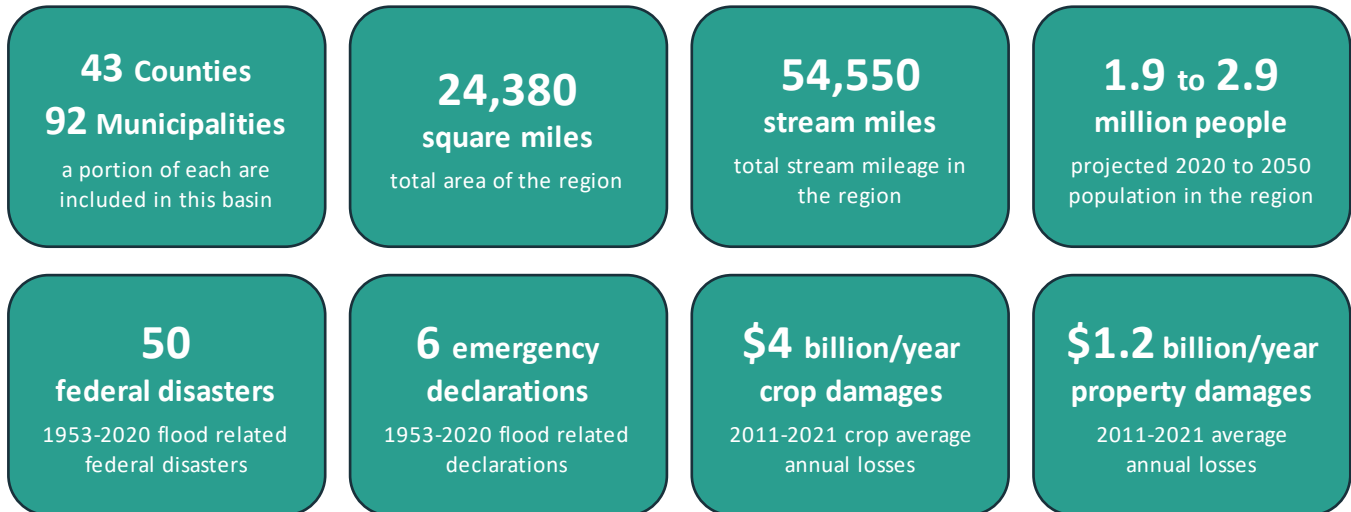 43 Counties
92 Municipalities
a portion of each are
included in this basin
24,380
square miles
total area of the region
54,550
stream miles
total stream mileage in
the region
1.9 to 2.9
million people
projected 2020 to 2050
population in the region
50
federal disasters
1953-2020 flood related
federal disasters
6 emergency
declarations
1953-2020 flood related
declarations
$4 billion/year
crop damages
2011-2021 crop average
annual losses
$1.2 billion/year
property damages
2011-2021 average
annual losses